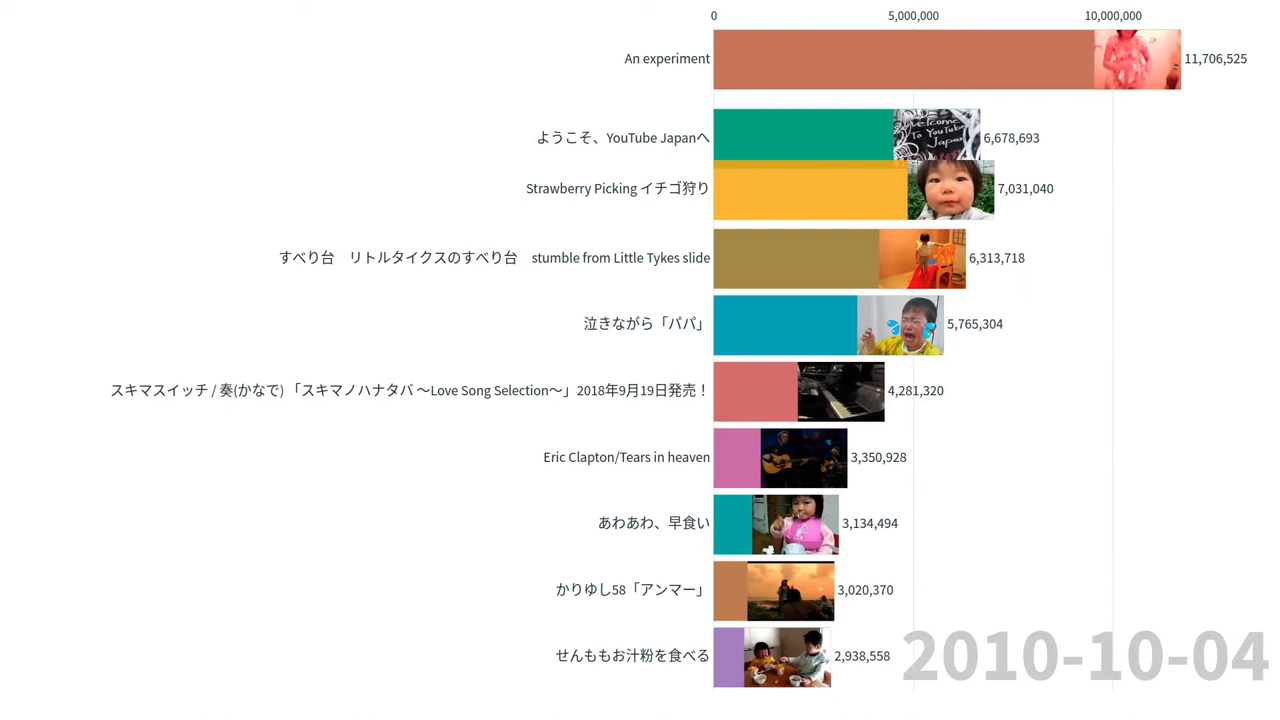 0 5,000,000 10,000,000
An experiment 11,706,525
ようこそ、YouTube Japanへ 6,678,693
Welcome
To YouTube
Japan
Strawberry Picking イチゴ狩り 7,031,040
すべり台　リトルタイクスのすべり台　stumble from Little Tykes slide 6,313,718
泣きながら「パパ」 5,765,304
スキマスイッチ / 奏(かなで) 「スキマノハナタバ 〜Love Song Selection〜」2018年9月19日発売！ 4,281,320
Eric Clapton/Tears in heaven 3,350,928
あわあわ、早食い 3,134,494
かりゆし58「アンマー」 3,020,370
せんももお汁粉を食べる 2,938,558
2010-10-04